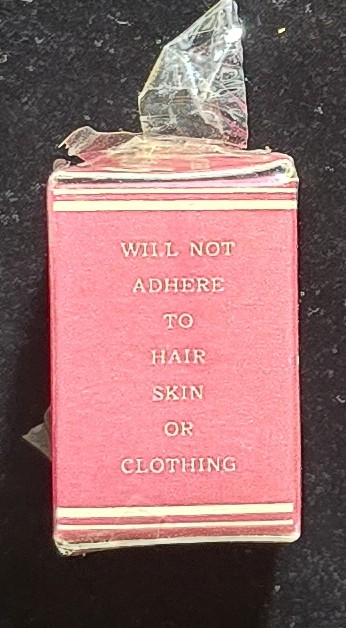 WILL NOT
ADHERE
TO
HAIR
SKIN
OR
CLOTHING